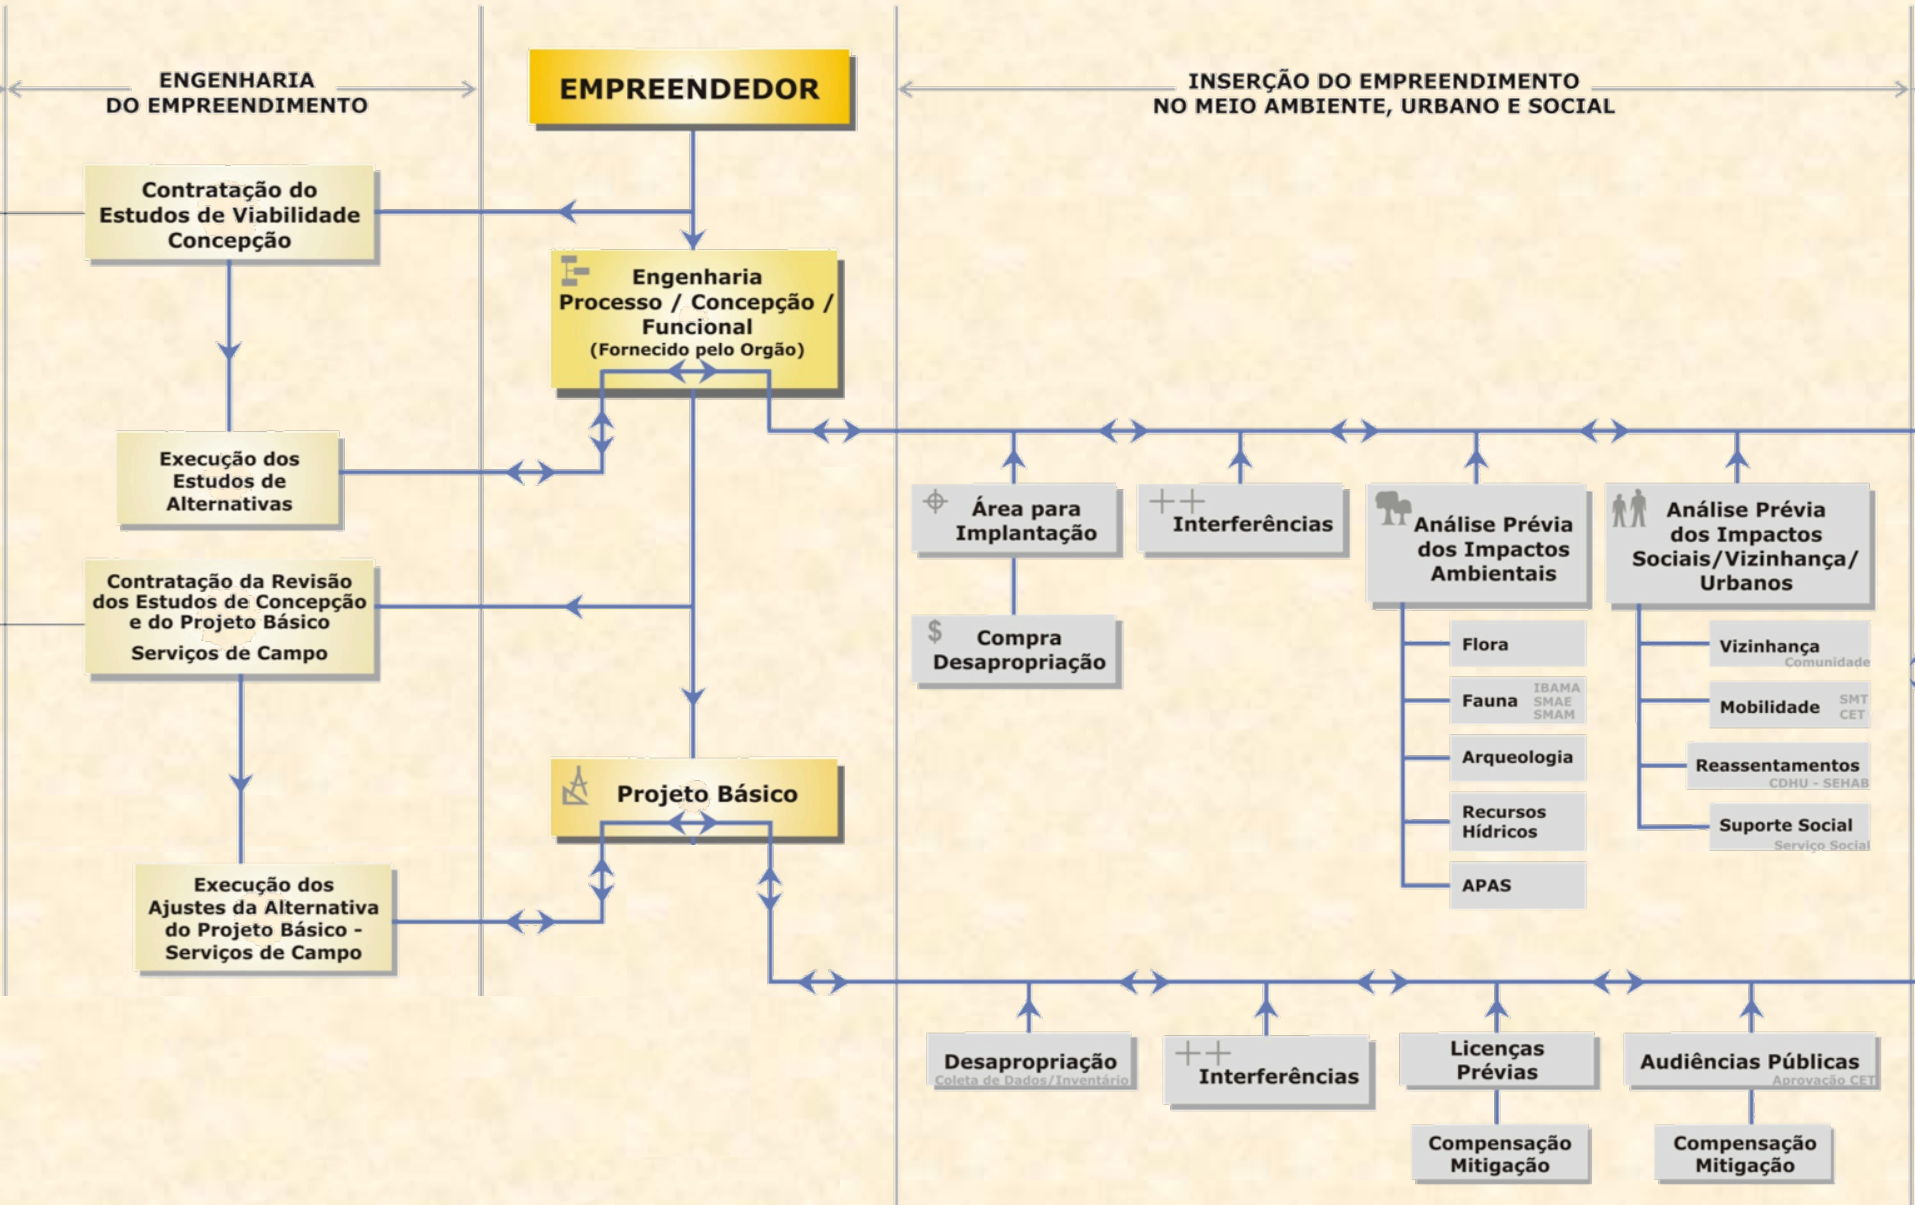 ENGENHARIA
DO EMPREENDIMENTO
EMPREENDEDOR
INSERÇÃO DO EMPREENDIMENTO
NO MEIO AMBIENTE, URBANO E SOCIAL
Contratação do
Estudos de Viabilidade
Concepção
Engenharia
Processo / Concepção /
Funcional
(Fornecido pelo Orgão)
Execução dos
Estudos de
Alternativas
Área para
Implantação
Interferências
Análise Prévia
dos Impactos
Ambientais
Análise Prévia
dos Impactos
Sociais/Vizinhança/
Urbanos
Contratação da Revisão
dos Estudos de Concepção
e do Projeto Básico
Serviços de Campo
$
Compra
Desapropriação
Flora
Fauna
IBAMA
SMAE
SMAM
Arqueologia
Recursos
Hídricos
APAS
Vizinhança
Comunidade
Mobilidade
SMT
CET
Reassentamentos
CDHU - SEHAB
Suporte Social
Serviço Social
Projeto Básico
Execução dos
Ajustes da Alternativa
do Projeto Básico -
Serviços de Campo
Desapropriação
Coleta de Dados/Inventário
Interferências
Licenças
Prévias
Audiências Públicas
Aprovação CET
Compensação
Mitigação
Compensação
Mitigação